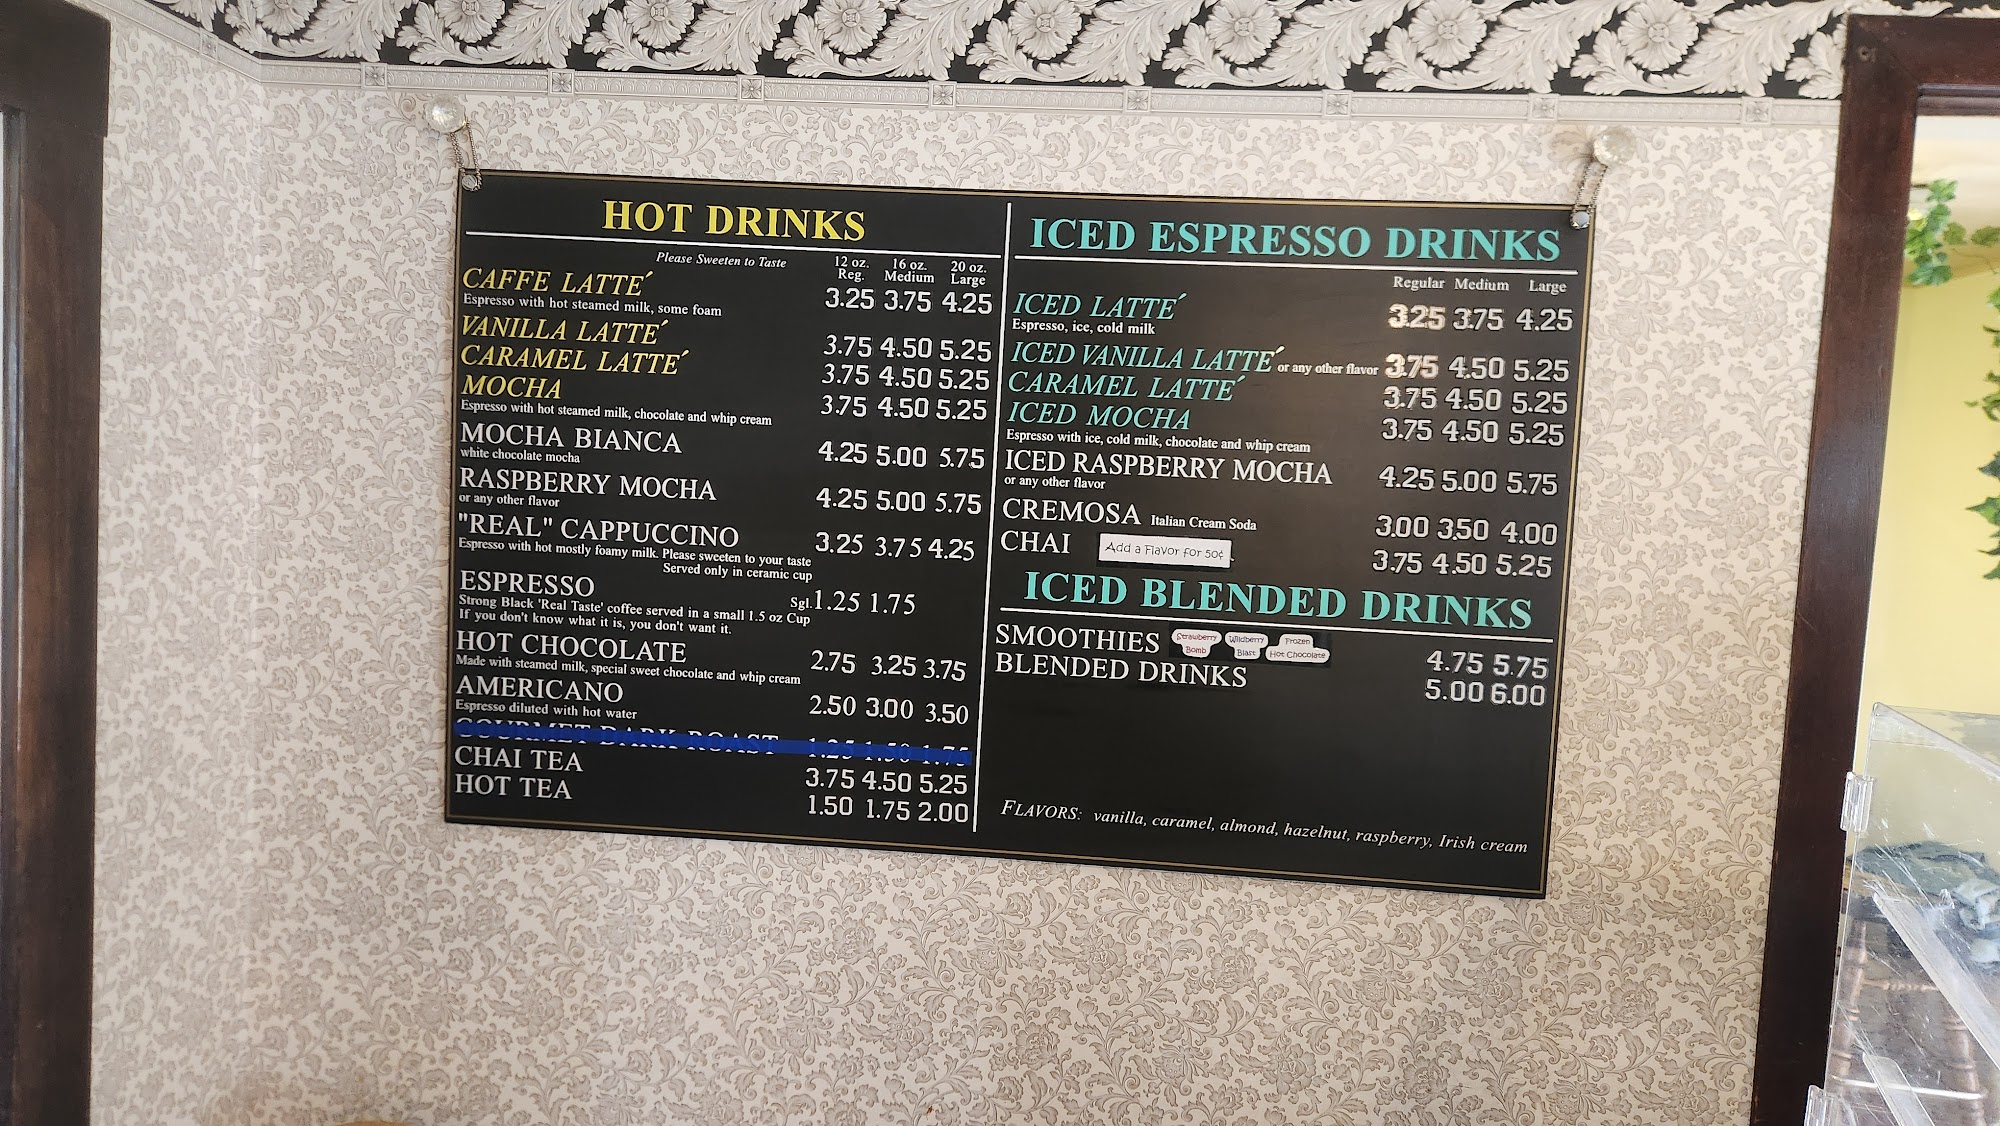 HOT DRINKS
Please Sweeten to Taste 12 oz. Reg. 16 oz. Medium 20 oz. Large
CAFFE LATTE´ 3.25 3.75 4.25
Espresso with hot steamed milk, some foam
VANILLA LATTE´ 3.75 4.50 5.25
CARAMEL LATTE´ 3.75 4.50 5.25
MOCHA 3.75 4.50 5.25
Espresso with hot steamed milk, chocolate and whip cream
MOCHA BIANCA 4.25 5.00 5.75
white chocolate mocha
RASPBERRY MOCHA 4.25 5.00 5.75
or any other flavor
"REAL" CAPPUCCINO 3.25 3.75 4.25
Espresso with hot mostly foamy milk. Please sweeten to your taste
Served only in ceramic cup
ESPRESSO Sgl. 1.25 1.75
Strong Black 'Real Taste' coffee served in a small 1.5 oz Cup
If you don't know what it is, you don't want it.
HOT CHOCOLATE 2.75 3.25 3.75
Made with steamed milk, special sweet chocolate and whip cream
AMERICANO 2.50 3.00 3.50
Espresso diluted with hot water
GOURMET DARK ROAST 1.25 1.50 1.75
CHAI TEA 3.75 4.50 5.25
HOT TEA 1.50 1.75 2.00
ICED ESPRESSO DRINKS
Regular Medium Large
ICED LATTE´ 3.25 3.75 4.25
Espresso, ice, cold milk
ICED VANILLA LATTE´ or any other flavor 3.75 4.50 5.25
CARAMEL LATTE´ 3.75 4.50 5.25
ICED MOCHA 3.75 4.50 5.25
Espresso with ice, cold milk, chocolate and whip cream
ICED RASPBERRY MOCHA 4.25 5.00 5.75
or any other flavor
CREMOSA Italian Cream Soda 3.00 3.50 4.00
CHAI Add a Flavor for 50¢ 3.75 4.50 5.25
ICED BLENDED DRINKS
SMOOTHIES Strawberry Bomb Wildberry Blast Frozen Hot Chocolate 4.75 5.75
BLENDED DRINKS 5.00 6.00
FLAVORS: vanilla, caramel, almond, hazelnut, raspberry, Irish cream